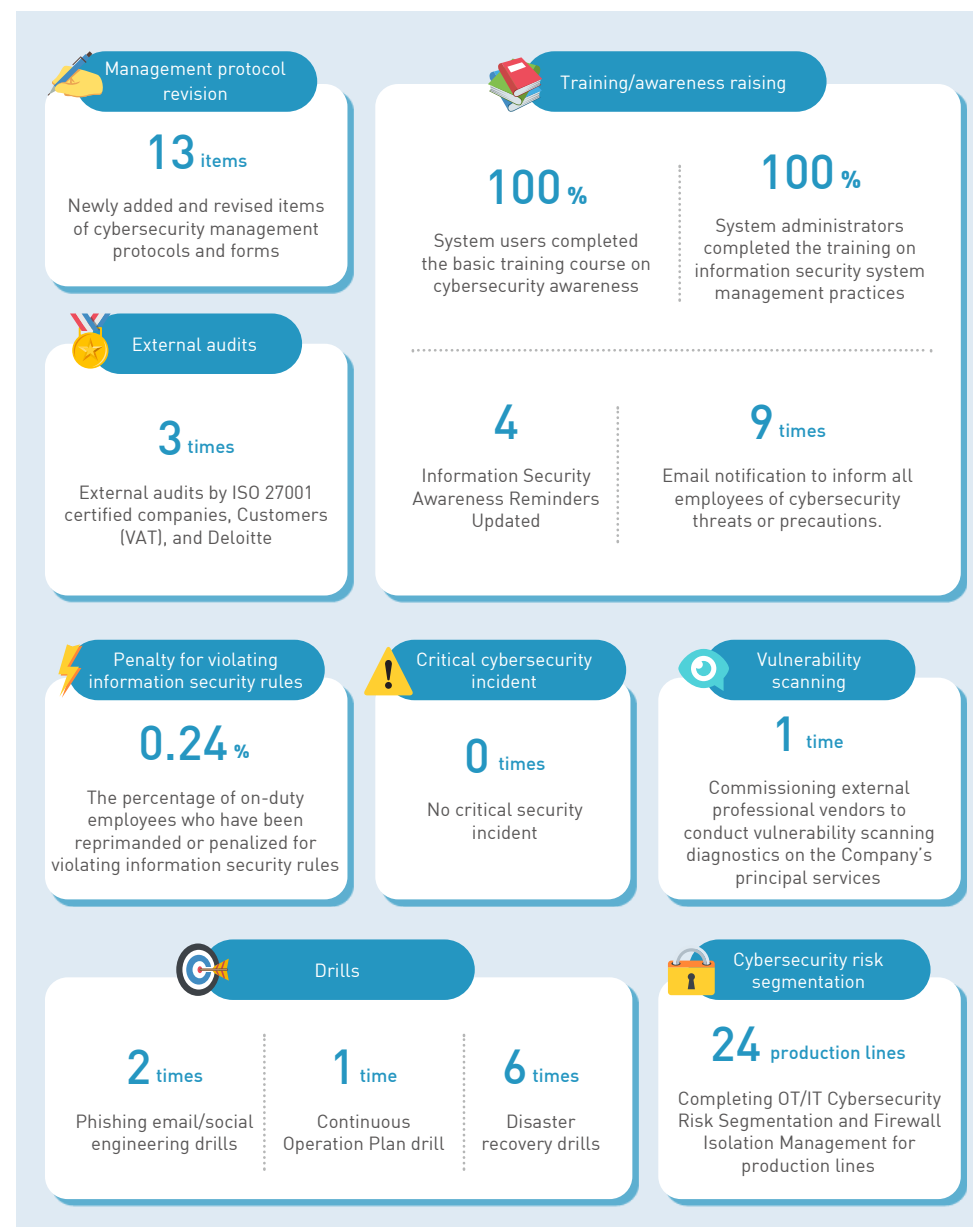 Management protocol
revision
13 items
Newly added and revised items
of cybersecurity management
protocols and forms
Training/awareness raising
100 %
System users completed
the basic training course on
cybersecurity awareness
100 %
System administrators
completed the training on
information security system
management practices
4
Information Security
Awareness Reminders
Updated
9 times
Email notification to inform all
employees of cybersecurity
threats or precautions.
External audits
3 times
External audits by ISO 27001
certified companies, Customers
(VAT), and Deloitte
Penalty for violating
information security rules
0.24 %
The percentage of on-duty
employees who have been
reprimanded or penalized for
violating information security rules
Critical cybersecurity
incident
0 times
No critical security
incident
Vulnerability
scanning
1 time
Commissioning external
professional vendors to
conduct vulnerability scanning
diagnostics on the Company's
principal services
Drills
2 times
Phishing email/social
engineering drills
1 time
Continuous
Operation Plan drill
6 times
Disaster
recovery drills
Cybersecurity risk
segmentation
24 production lines
Completing OT/IT Cybersecurity
Risk Segmentation and Firewall
Isolation Management for
production lines